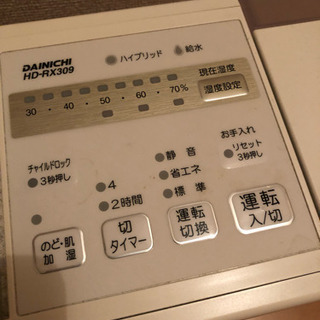 DAINICHI
HD-RX309
ハイブリッド
給水
現在湿度
30・40・50・60・70%
湿度設定
お手入れ
リセット
3秒押し
チャイルドロック
3秒押し
4
2時間
静音
省エネ
標準
のど・肌
加湿
切
タイマー
運転
切換
運転
入/切